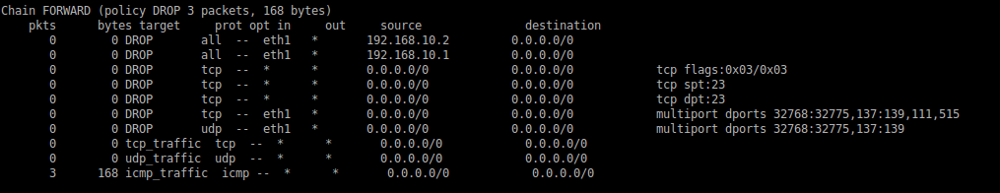 Chain FORWARD (policy DROP 3 packets, 168 bytes)
pkts bytes target prot opt in out source destination
0 0 DROP all -- eth1 * 192.168.10.2 0.0.0.0/0
0 0 DROP all -- eth1 * 192.168.10.1 0.0.0.0/0
0 0 DROP tcp -- * * 0.0.0.0/0 0.0.0.0/0 tcp flags:0x03/0x03
0 0 DROP tcp -- * * 0.0.0.0/0 0.0.0.0/0 tcp spt:23
0 0 DROP tcp -- * * 0.0.0.0/0 0.0.0.0/0 tcp dpt:23
0 0 DROP tcp -- eth1 * 0.0.0.0/0 0.0.0.0/0 multiport dports 32768:32775,137:139,111,515
0 0 DROP udp -- eth1 * 0.0.0.0/0 0.0.0.0/0 multiport dports 32768:32775,137:139
0 0 tcp_traffic tcp -- * * 0.0.0.0/0 0.0.0.0/0
0 0 udp_traffic udp -- * * 0.0.0.0/0 0.0.0.0/0
3 168 icmp_traffic icmp -- * * 0.0.0.0/0 0.0.0.0/0